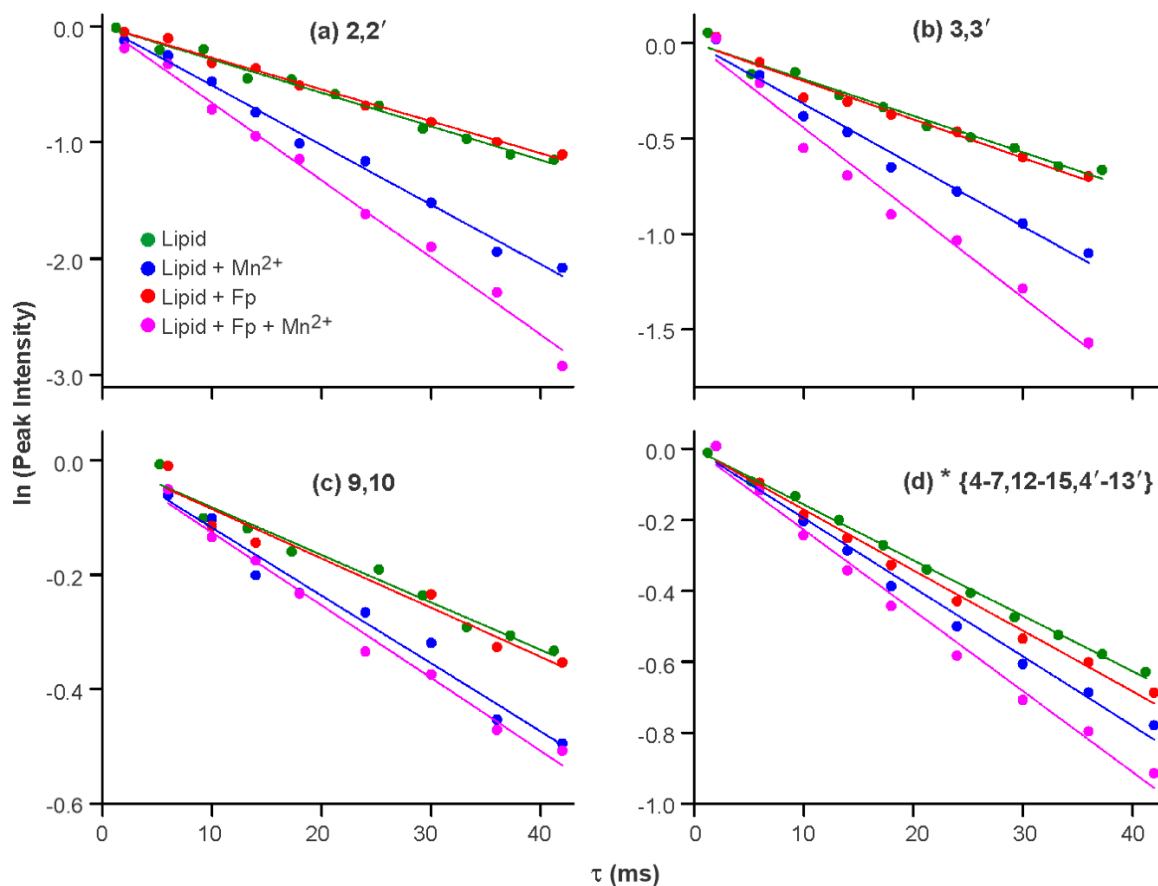 (a) 2,2′
(b) 3,3′
0.0
-1.0
-2.0
-3.0
Lipid
Lipid + Mn²⁺
Lipid + Fp
Lipid + Fp + Mn²⁺
0.0
-0.5
-1.0
-1.5
ln (Peak Intensity)
(c) 9,10
(d) * {4-7,12-15,4′-13′}
0.0
-0.2
-0.4
-0.6
0.0
-0.2
-0.4
-0.6
-0.8
-1.0
0 10 20 30 40
0 10 20 30 40
τ (ms)